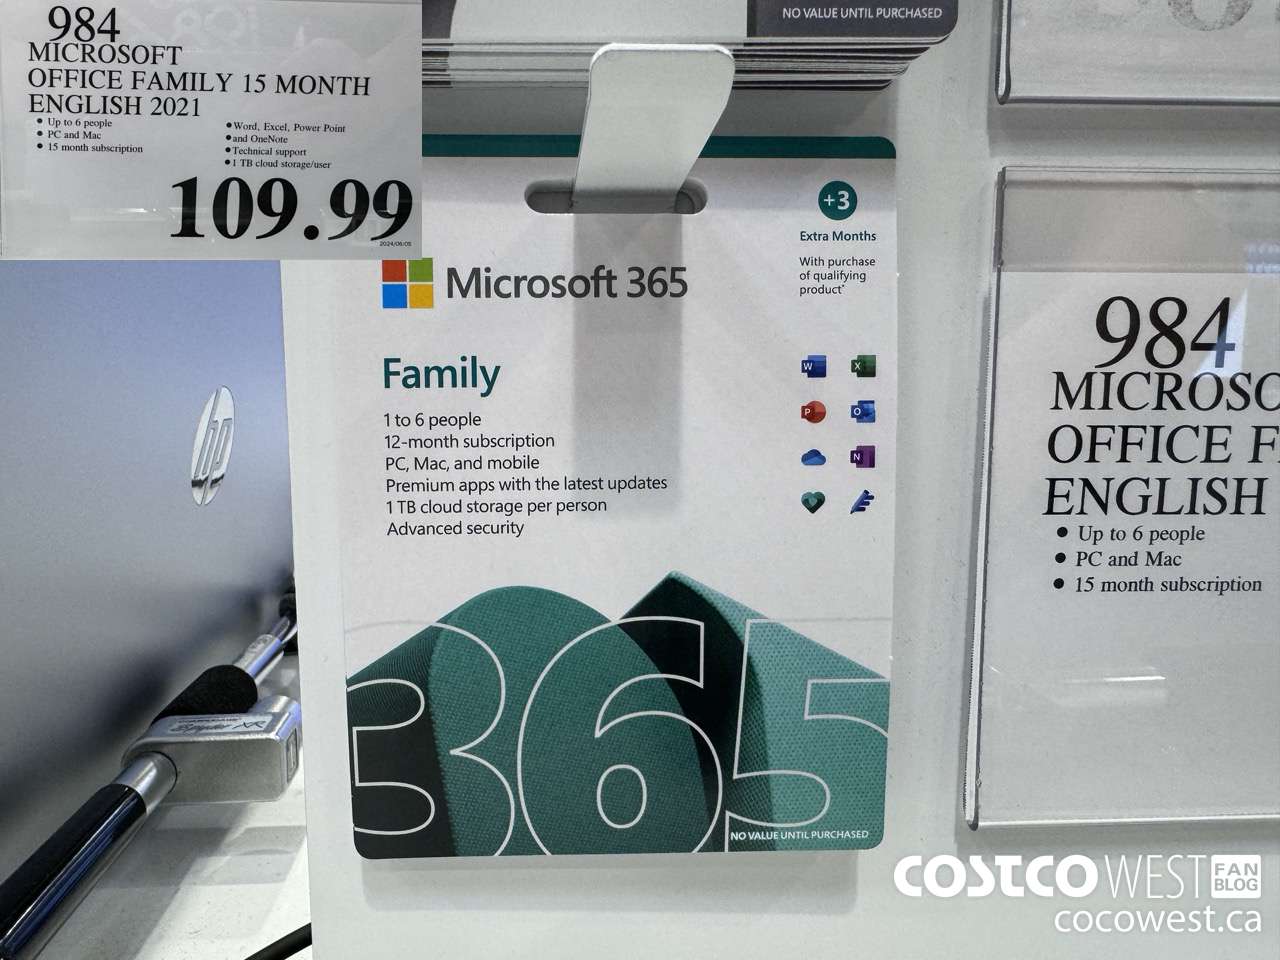 984
MICROSOFT
OFFICE FAMILY 15 MONTH
ENGLISH 2021
• Up to 6 people
• PC and Mac
• 15 month subscription
• Word, Excel, Power Point
• and OneNote
• Technical support
• 1 TB cloud storage/user
109.99
2024/06/05
NO VALUE UNTIL PURCHASED
+3
Extra Months
With purchase
of qualifying
product*
Microsoft 365
Family
1 to 6 people
12-month subscription
PC, Mac, and mobile
Premium apps with the latest updates
1 TB cloud storage per person
Advanced security
W
X
P
O
N
365
NO VALUE UNTIL PURCHASED
hp
984
MICROSO
OFFICE F
ENGLISH
• Up to 6 people
• PC and Mac
• 15 month subscription
COSTCO WEST FAN
BLOG
cocowest.ca